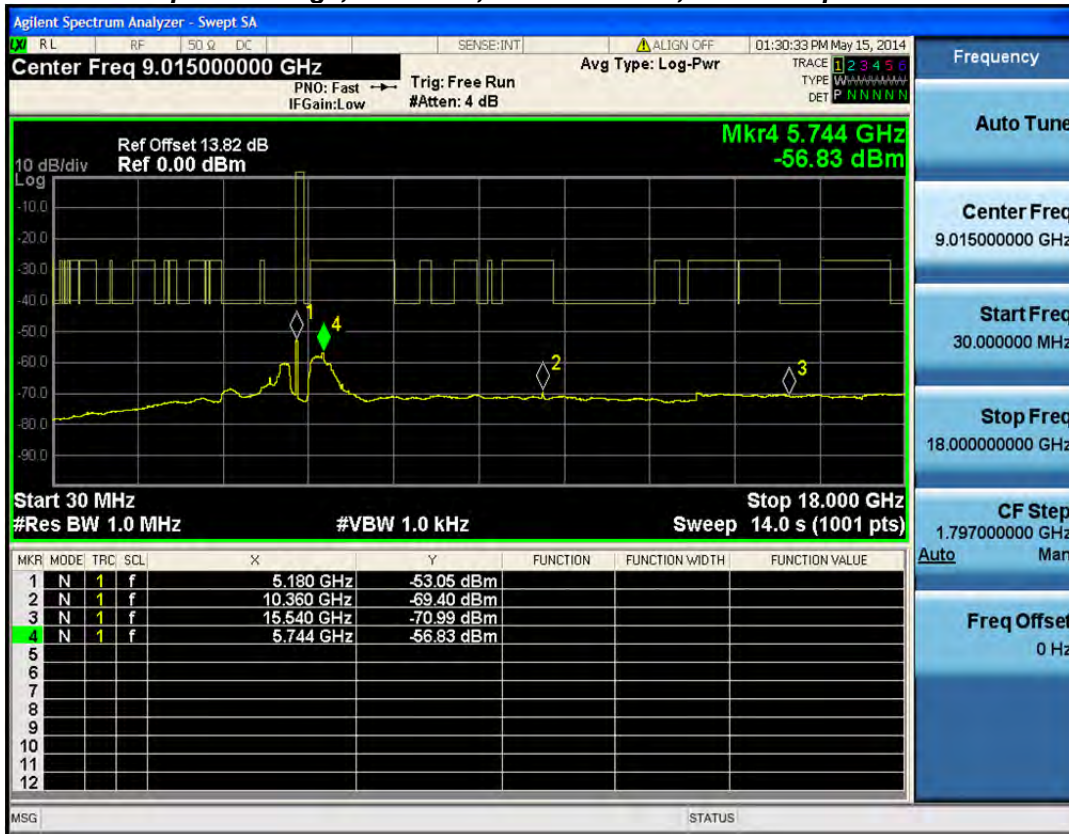 Agilent Spectrum Analyzer - Swept SA
LXI RL RF 50 Ω DC SENSE:INT ALIGN OFF 01:30:33 PM May 15, 2014
Center Freq 9.015000000 GHz
PNO: Fast
IFGain:Low
Trig: Free Run
#Atten: 4 dB
Avg Type: Log-Pwr
TRACE 1 2 3 4 5 6
TYPE W
DET P N N N N N
Ref Offset 13.82 dB
10 dB/div Ref 0.00 dBm
Log
Mkr4 5.744 GHz
-56.83 dBm
-10.0
-20.0
-30.0
-40.0
-50.0
-60.0
-70.0
-80.0
-90.0
1
4
2
3
Start 30 MHz Stop 18.000 GHz
#Res BW 1.0 MHz #VBW 1.0 kHz Sweep 14.0 s (1001 pts)
MKR MODE TRC SCL X Y FUNCTION FUNCTION WIDTH FUNCTION VALUE
1 N 1 f 5.180 GHz -53.05 dBm
2 N 1 f 10.360 GHz -69.40 dBm
3 N 1 f 15.540 GHz -70.99 dBm
4 N 1 f 5.744 GHz -56.83 dBm
5
6
7
8
9
10
11
12
MSG STATUS
Frequency
Auto Tune
Center Freq
9.015000000 GHz
Start Freq
30.000000 MHz
Stop Freq
18.000000000 GHz
CF Step
1.797000000 GHz
Auto Man
Freq Offset
0 Hz